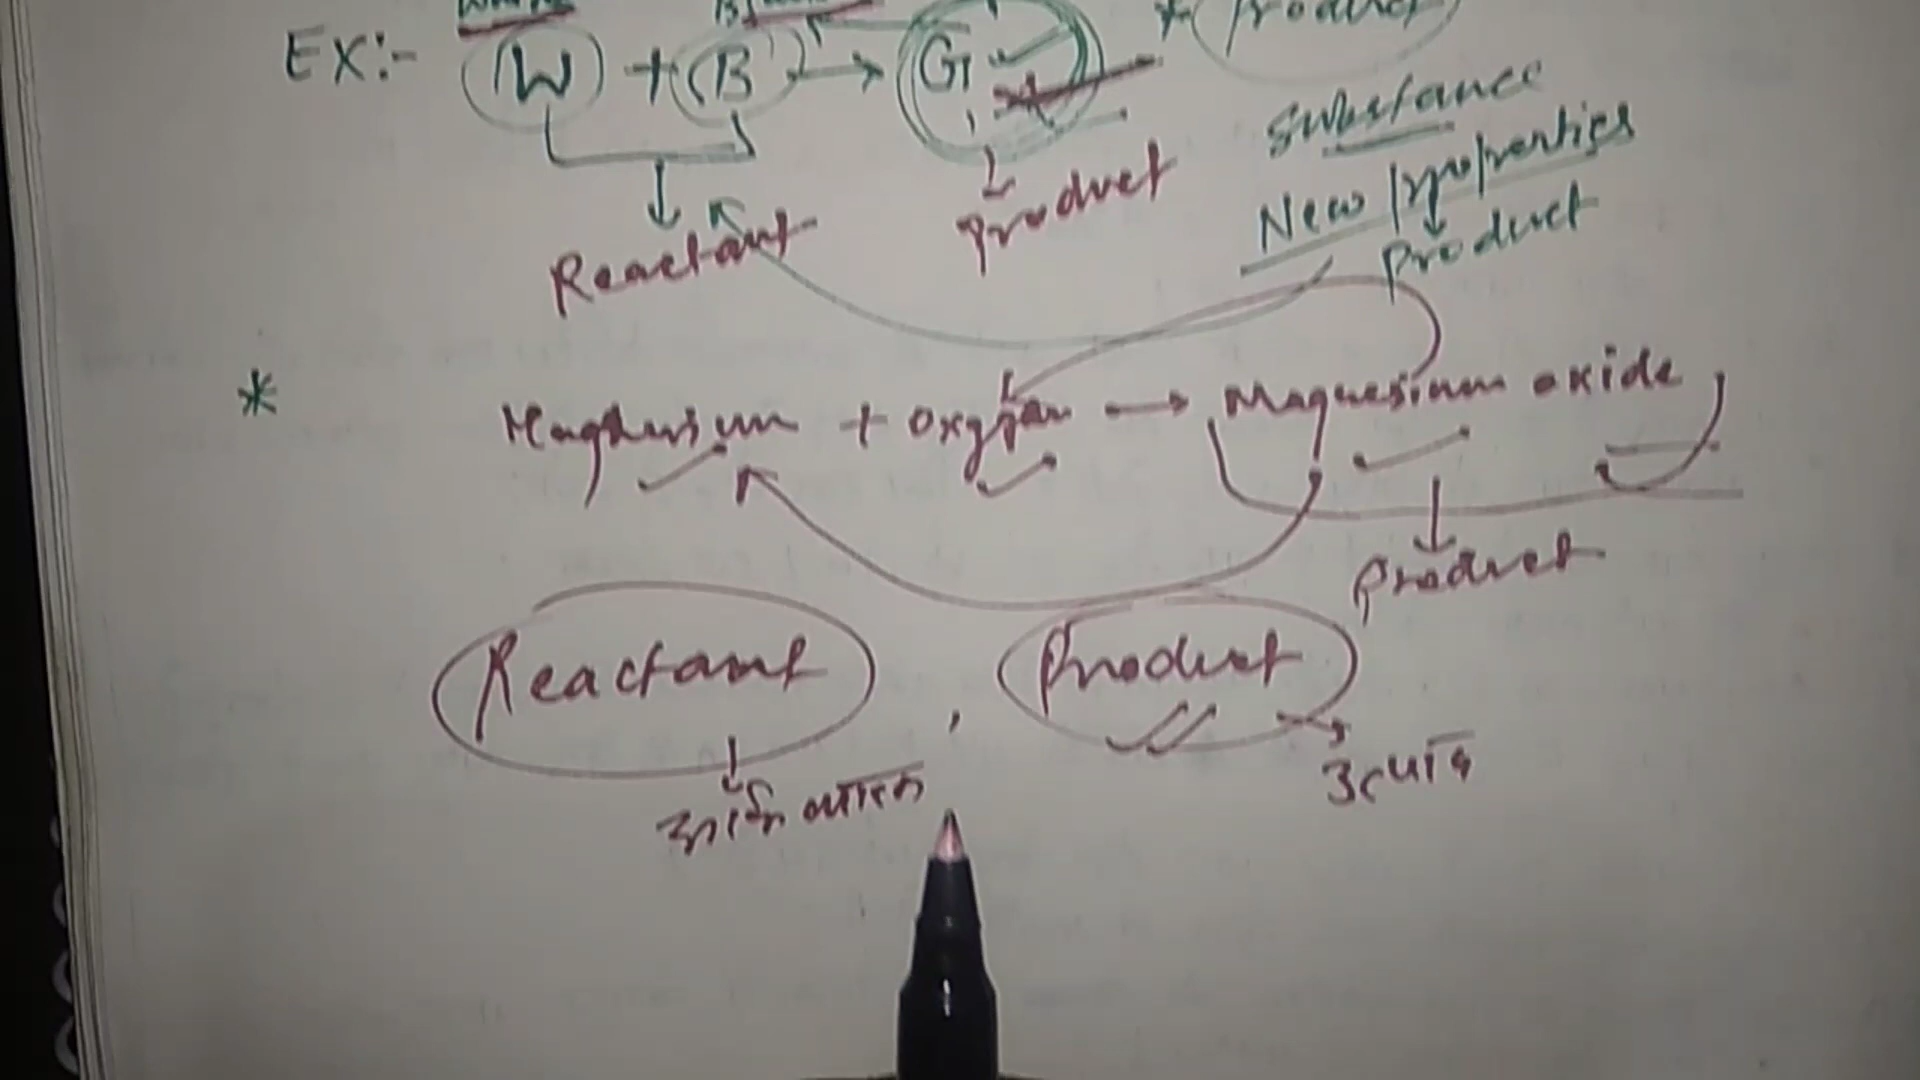 * Product
EX:- W + B → G
Substance
New properties
Reactant product Product
* Magnesium + Oxygen → Magnesium oxide
Product
Reactant , Product
उत्पाद